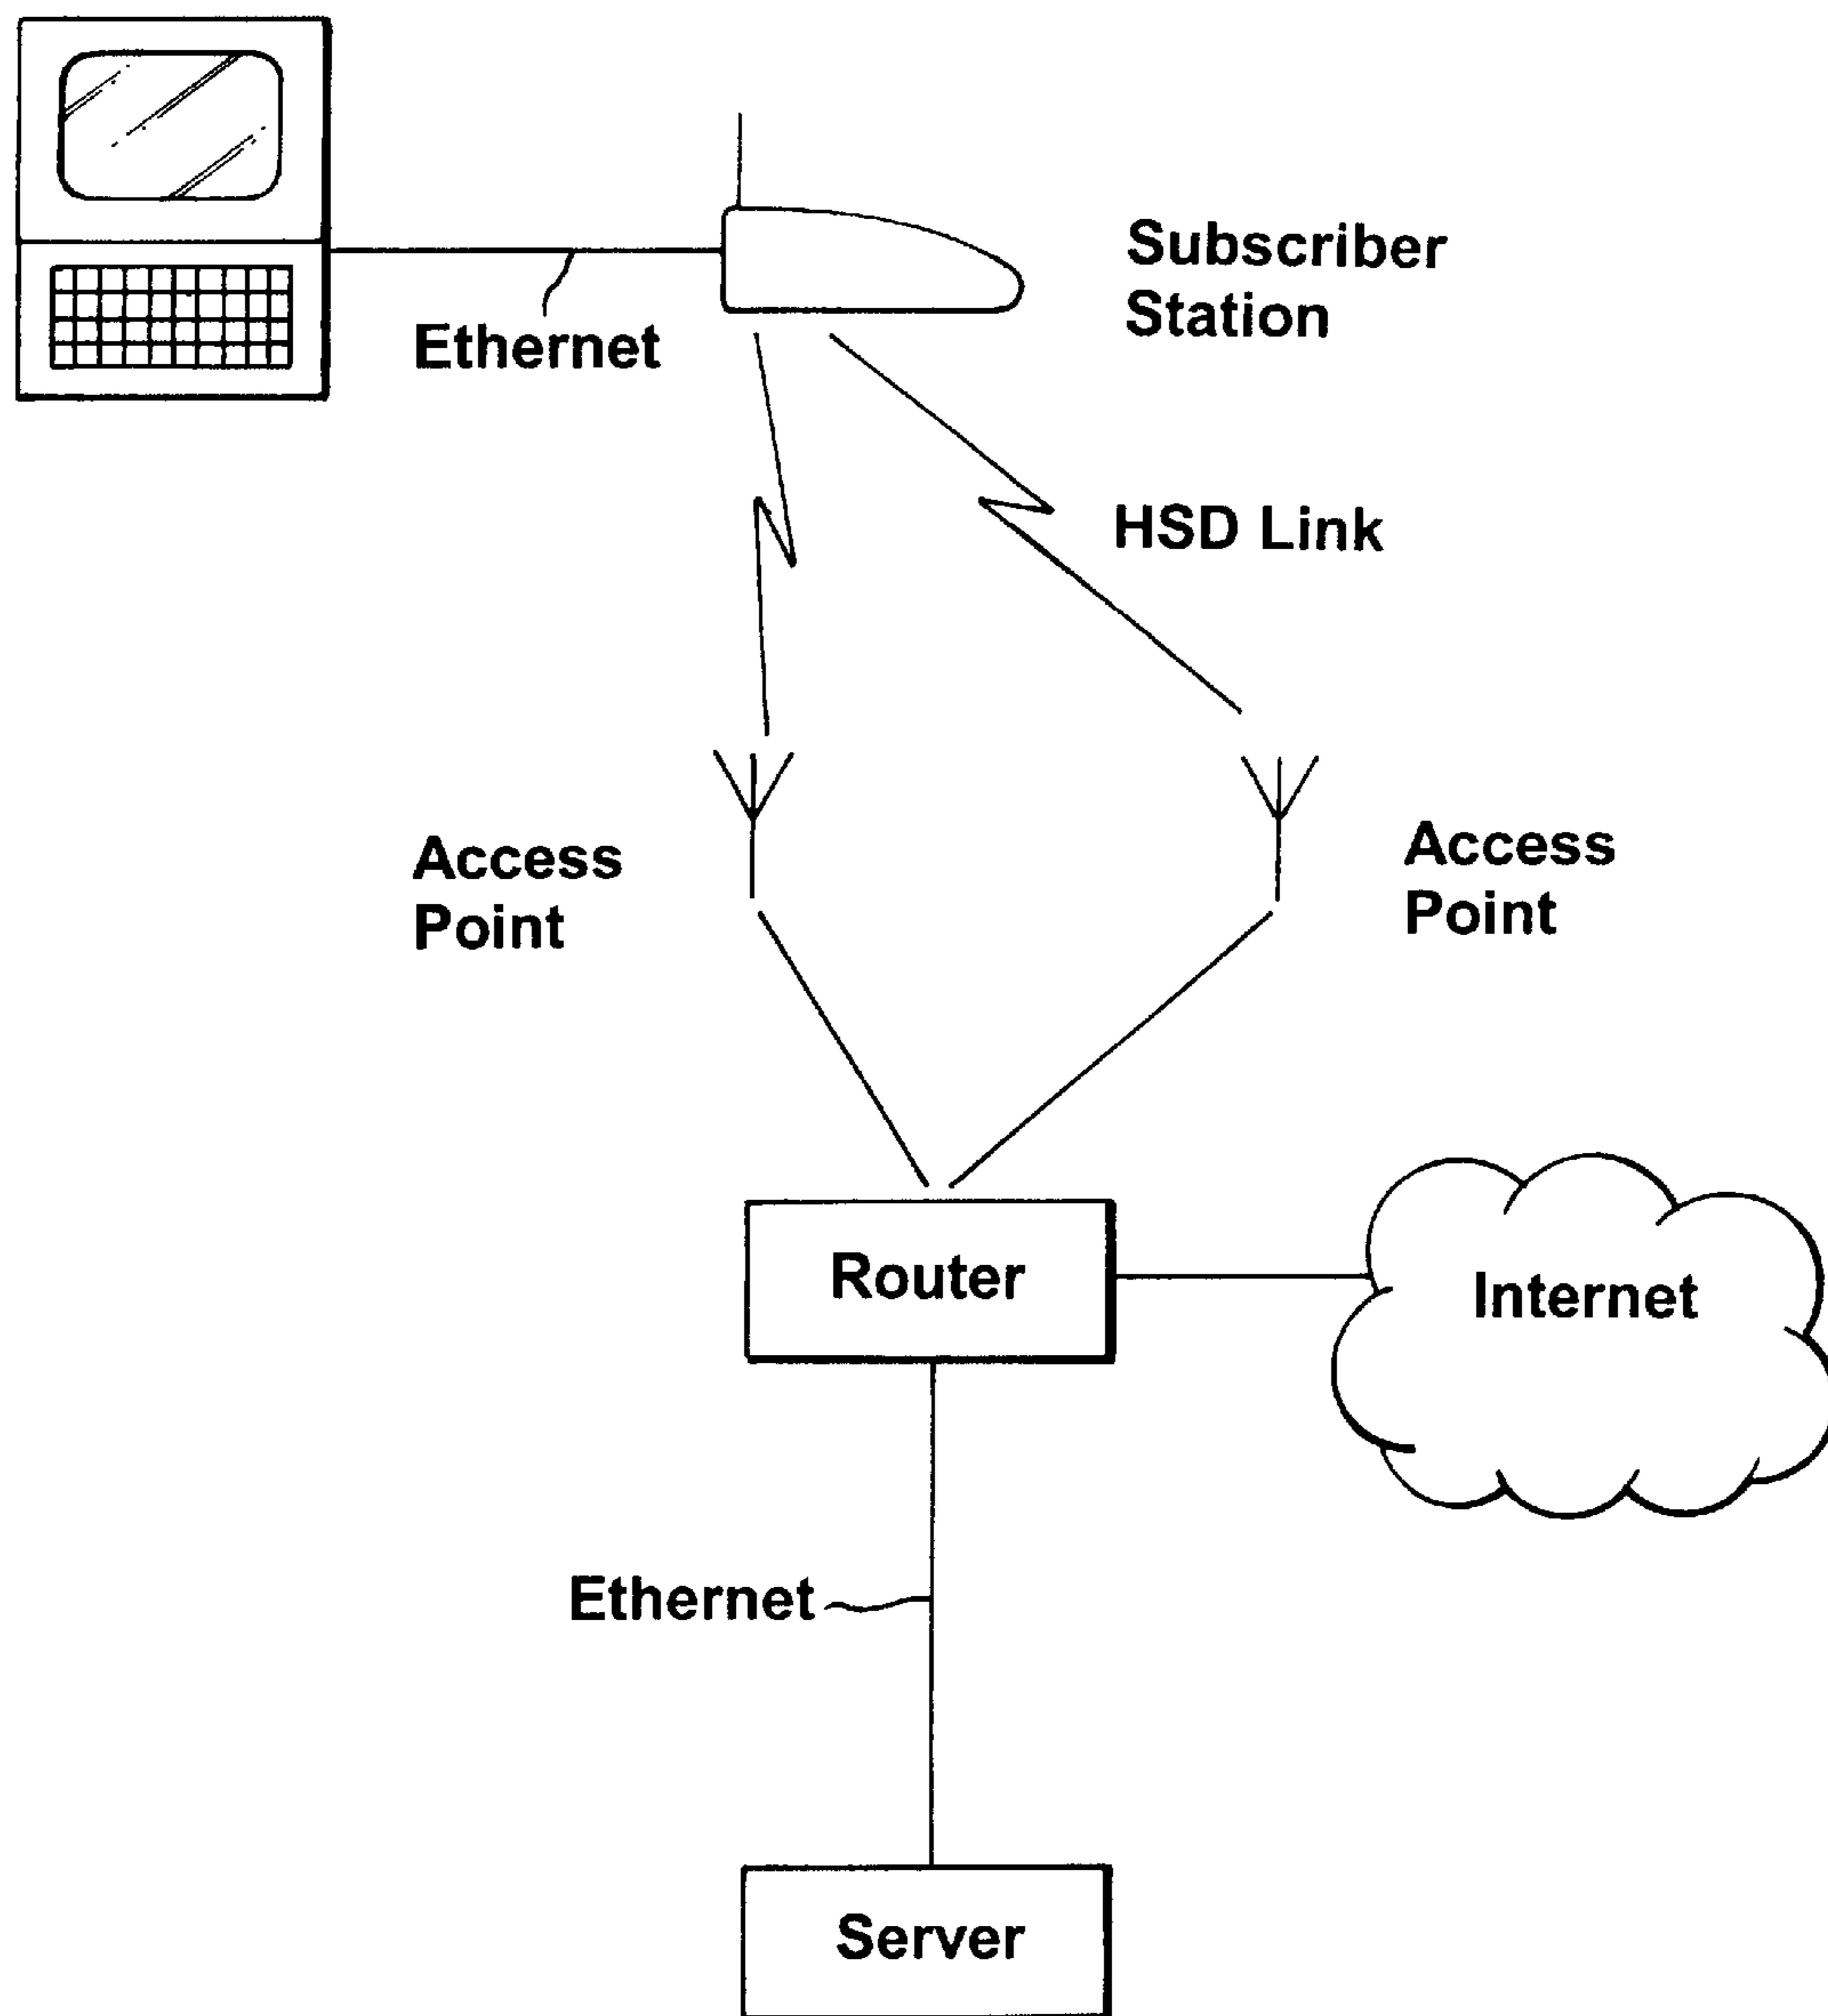 Subscriber
Station
Ethernet
HSD Link
Access
Point
Access
Point
Router
Internet
Ethernet
Server